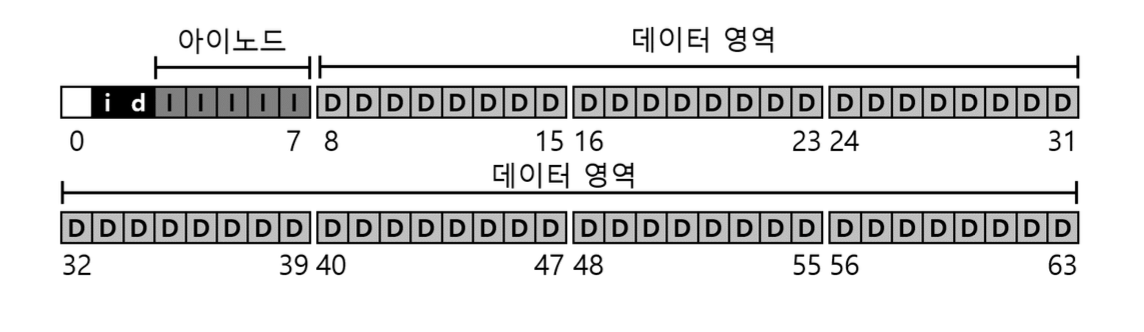 아이노드 데이터 영역
i d I I I I I D D D D D D D D D D D D D D D D D D D D D D D D
0 7 8 15 16 23 24 31
데이터 영역
D D D D D D D D D D D D D D D D D D D D D D D D D D D D D D D D
32 39 40 47 48 55 56 63